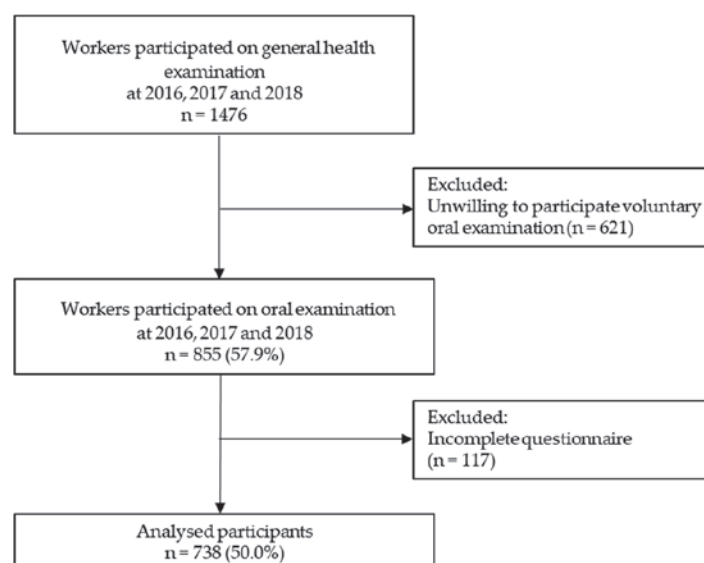 Workers participated on general health
examination
at 2016, 2017 and 2018
n = 1476
Excluded:
Unwilling to participate voluntary
oral examination (n = 621)
Workers participated on oral examination
at 2016, 2017 and 2018
n = 855 (57.9%)
Excluded:
Incomplete questionnaire
(n = 117)
Analysed participants
n = 738 (50.0%)